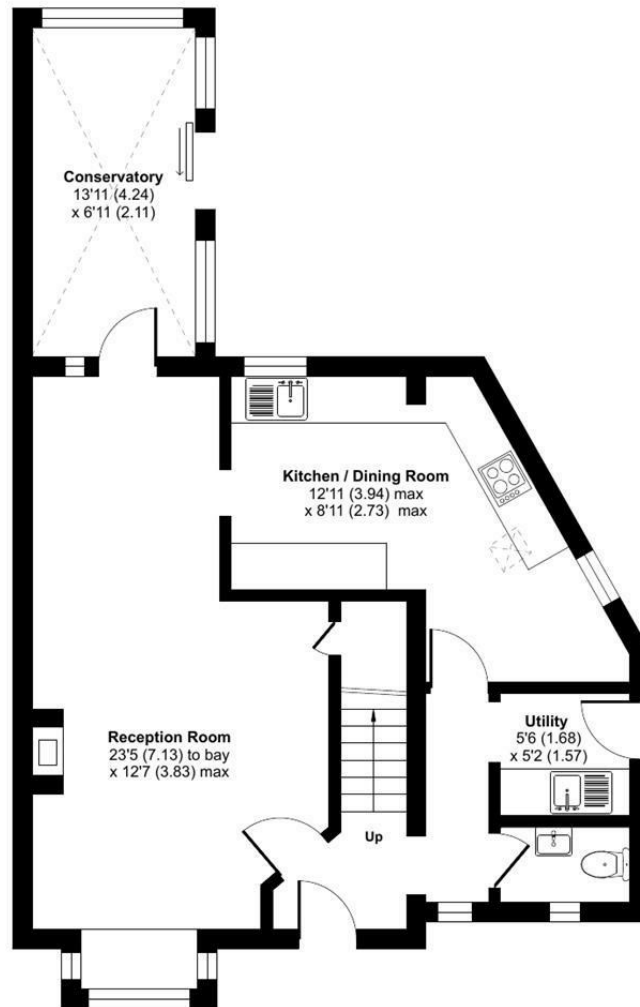 Conservatory
13'11 (4.24)
x 6'11 (2.11)
Kitchen / Dining Room
12'11 (3.94) max
x 8'11 (2.73) max
Reception Room
23'5 (7.13) to bay
x 12'7 (3.83) max
Utility
5'6 (1.68)
x 5'2 (1.57)
Up